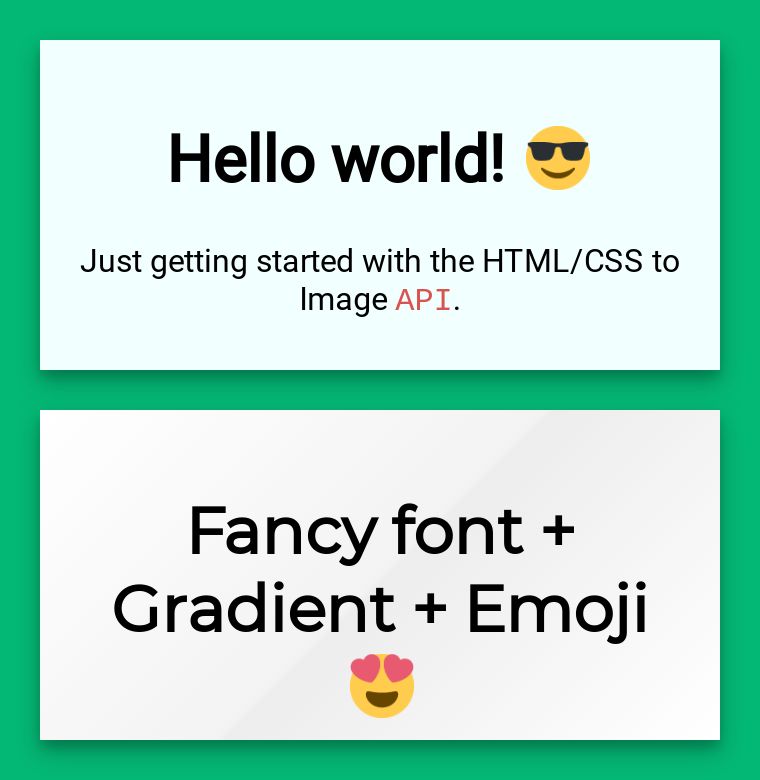 Hello world! 😎
Just getting started with the HTML/CSS to
Image API.
Fancy font +
Gradient + Emoji
😍